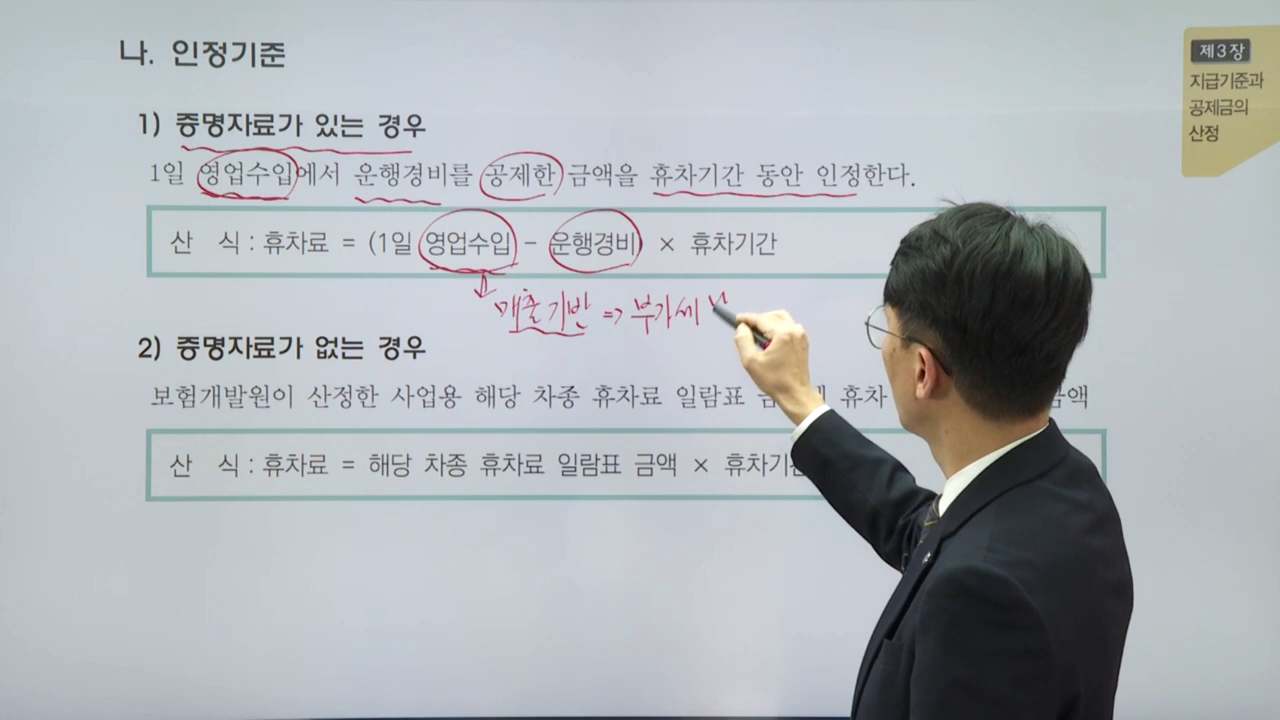 나. 인정기준
제3장
지급기준과
공제금의
산정
1) 증명자료가 있는 경우
1일 영업수입에서 운행경비를 공제한 금액을 휴차기간 동안 인정한다.
산 식 : 휴차료 = (1일 영업수입 - 운행경비) × 휴차기간
매출기반 => 부가세
2) 증명자료가 없는 경우
보험개발원이 산정한 사업용 해당 차종 휴차료 일람표 휴차
산 식 : 휴차료 = 해당 차종 휴차료 일람표 금액 × 휴차기간